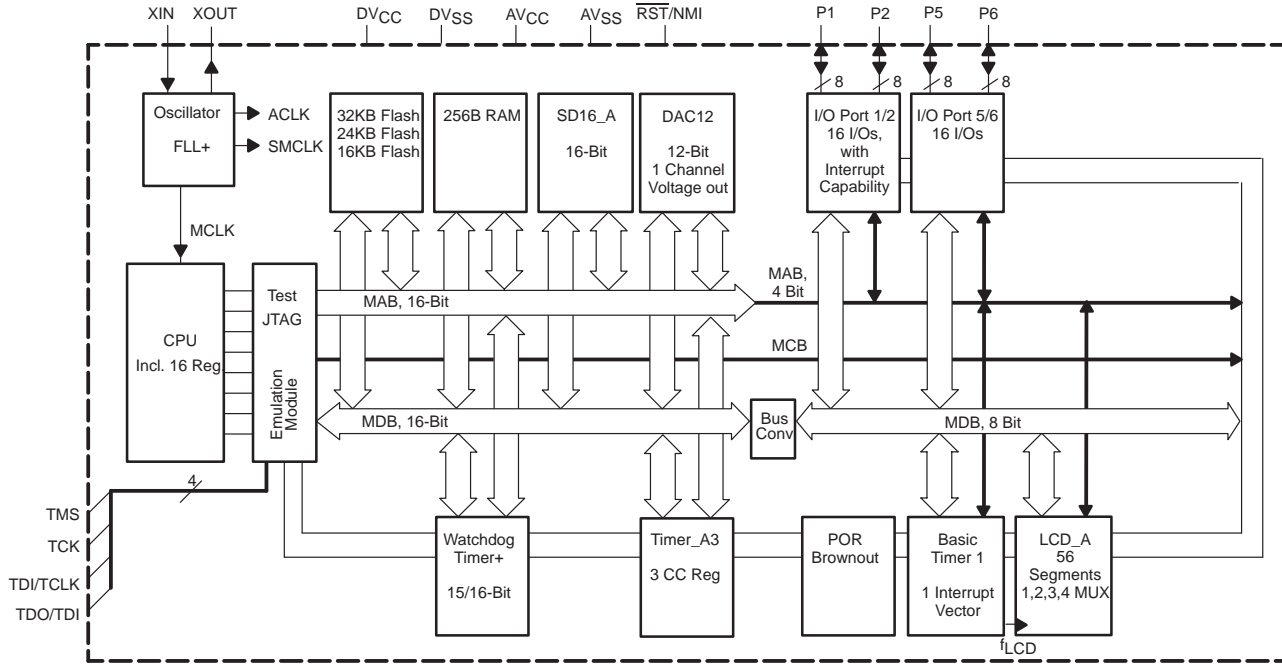 XIN
XOUT
DVCC
DVSS
AVCC
AVSS
RST/NMI
P1
P2
P5
P6
8
8
8
8
Oscillator
FLL+
ACLK
SMCLK
32KB Flash
24KB Flash
16KB Flash
256B RAM
SD16_A
16-Bit
DAC12
12-Bit
1 Channel
Voltage out
I/O Port 1/2
16 I/Os,
with
Interrupt
Capability
I/O Port 5/6
16 I/Os
MCLK
CPU
Incl. 16 Reg.
Test
JTAG
Emulation
Module
MAB, 16-Bit
MAB,
4 Bit
MCB
MDB, 16-Bit
Bus
Conv
MDB, 8 Bit
4
TMS
TCK
TDI/TCLK
TDO/TDI
Watchdog
Timer+
15/16-Bit
Timer_A3
3 CC Reg
POR
Brownout
Basic
Timer 1
1 Interrupt
Vector
LCD_A
56
Segments
1,2,3,4 MUX
fLCD